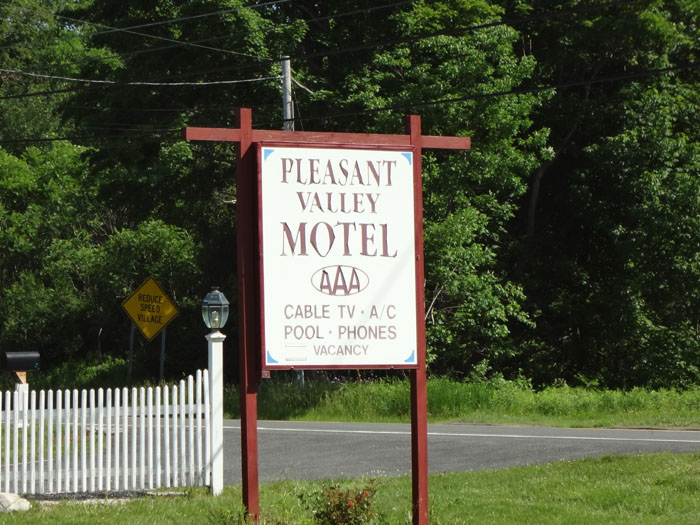 PLEASANT
VALLEY
MOTEL
AAA
CABLE TV • A/C
POOL • PHONES
VACANCY
REDUCE
SPEED
VILLAGE